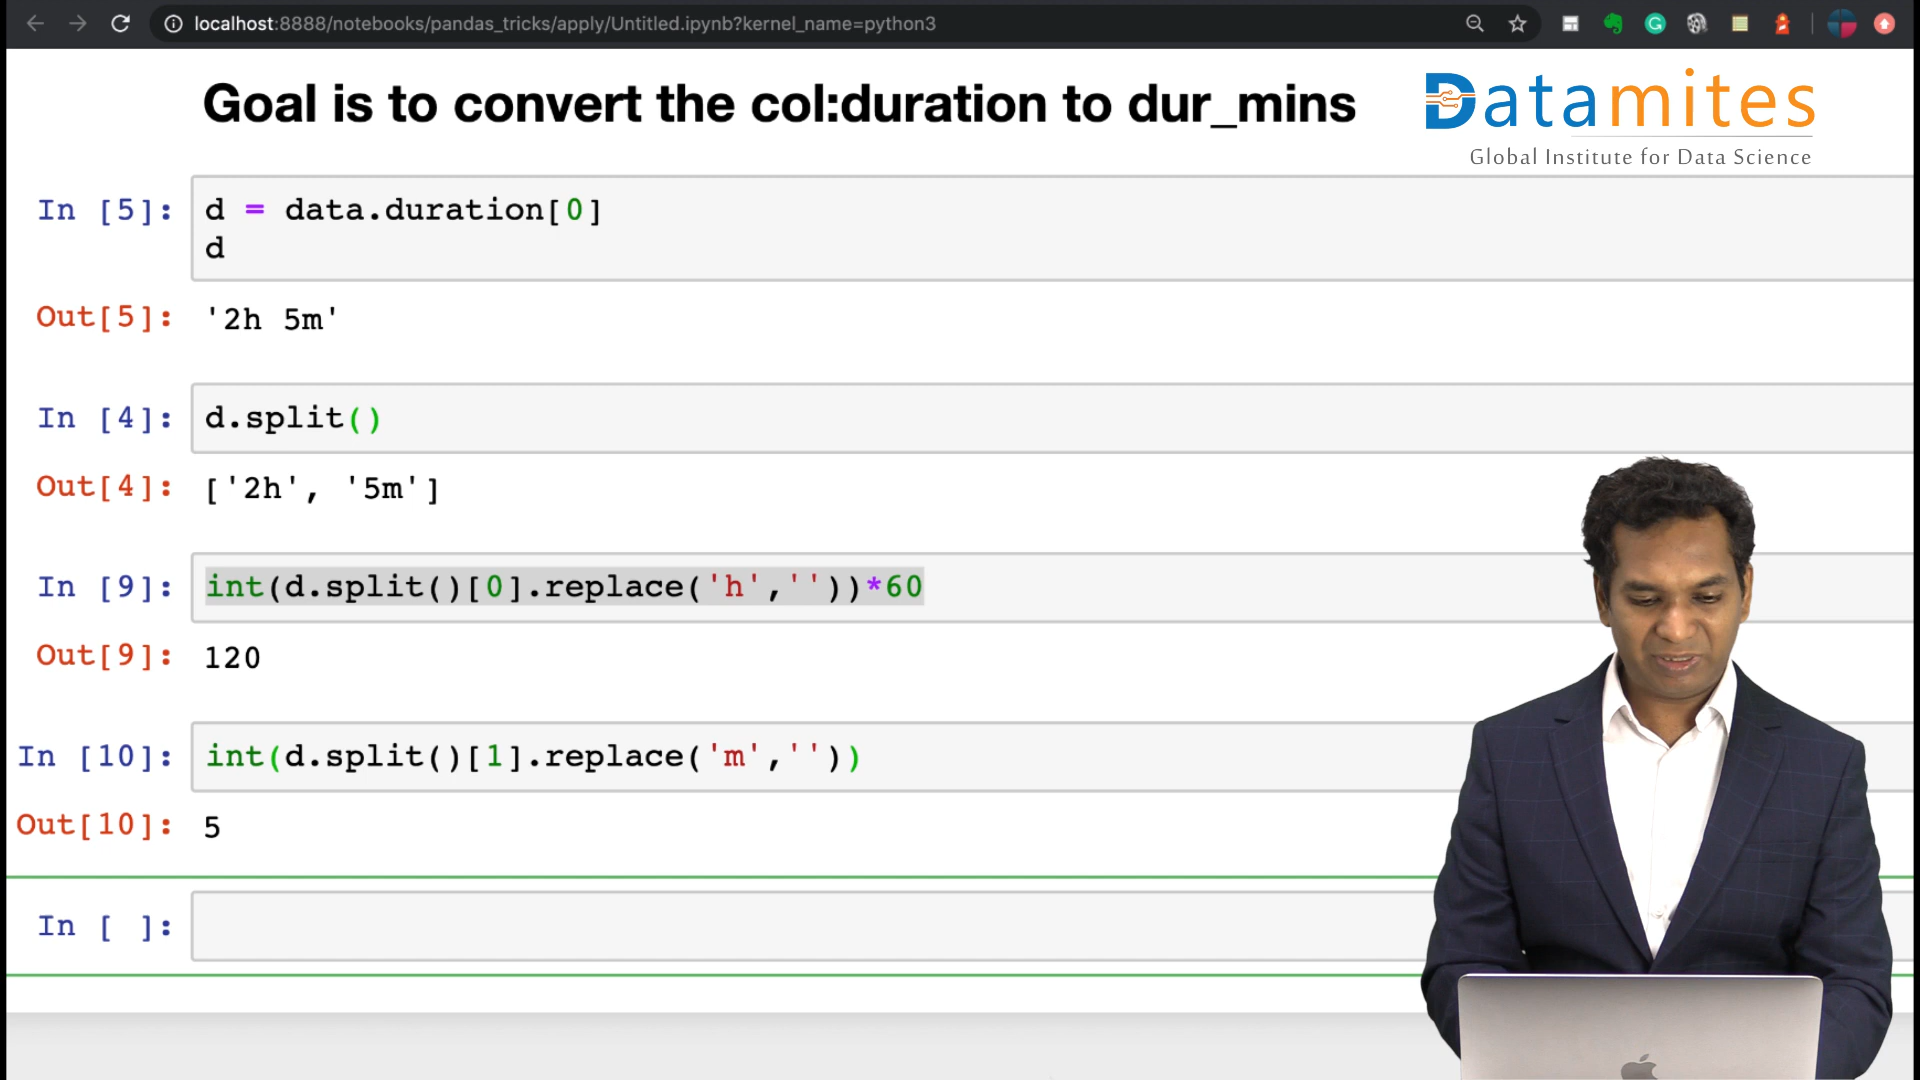 localhost:8888/notebooks/pandas_tricks/apply/Untitled.ipynb?kernel_name=python3
Goal is to convert the col:duration to dur_mins
Datamites
Global Institute for Data Science
In [5]: d = data.duration[0]
d
Out[5]: '2h 5m'
In [4]: d.split()
Out[4]: ['2h', '5m']
In [9]: int(d.split()[0].replace('h',''))*60
Out[9]: 120
In [10]: int(d.split()[1].replace('m',''))
Out[10]: 5
In [ ]: